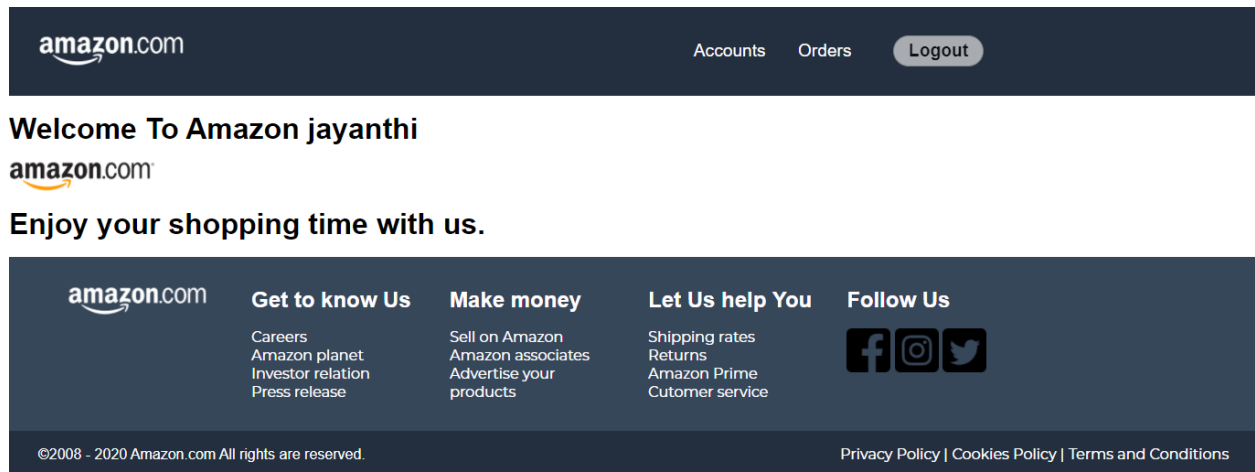 amazon.com
Accounts Orders Logout
Welcome To Amazon jayanthi
amazon.com
Enjoy your shopping time with us.
amazon.com
Get to know Us
Careers
Amazon planet
Investor relation
Press release
Make money
Sell on Amazon
Amazon associates
Advertise your
products
Let Us help You
Shipping rates
Returns
Amazon Prime
Cutomer service
Follow Us
©2008 - 2020 Amazon.com All rights are reserved.
Privacy Policy | Cookies Policy | Terms and Conditions